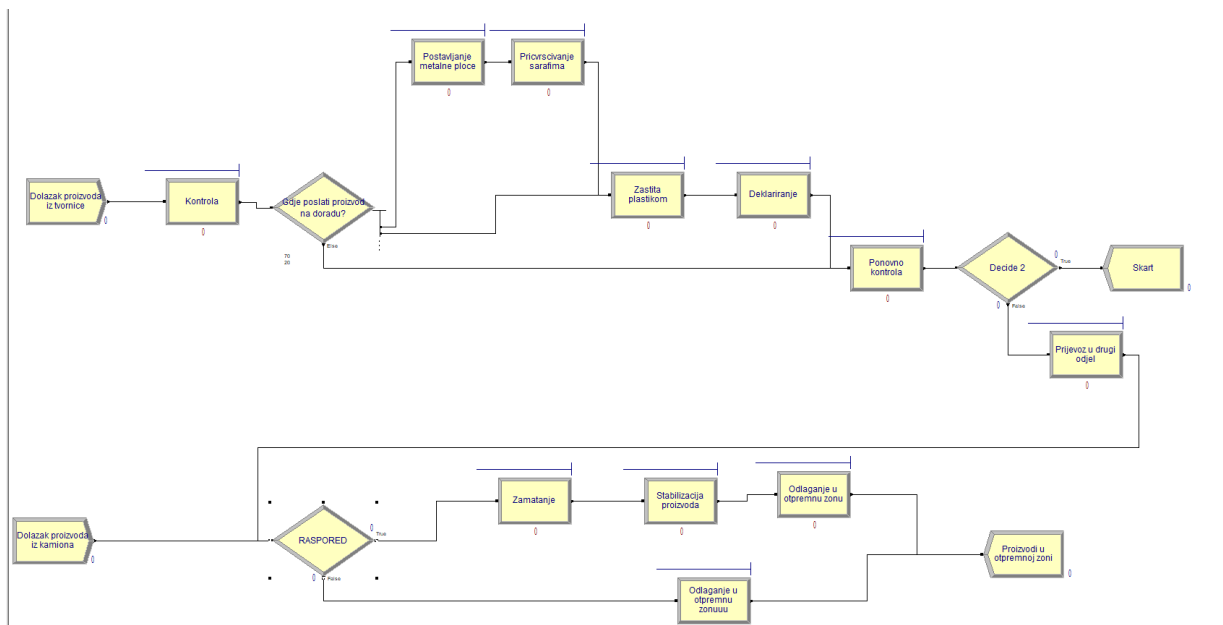 Postavljanje
metalne ploce
0
Pricvrscivanje
sarafima
0
Dolazak proizvoda
iz tvornice
0
Kontrola
0
Gdje poslati proizvod
na doradu?
Else
70
20
Zastita
plastikom
0
Deklariranje
0
Ponovno
kontrola
0
Decide 2
0
True
0
False
Skart
0
Prijevoz u drugi
odjel
0
Dolazak proizvoda
iz kamiona
0
RASPORED
0
True
0
False
Zamatanje
0
Stabilizacija
proizvoda
0
Odlaganje u
otpremnu zonu
0
Odlaganje u
otpremnu
zonuuu
Proizvodi u
otpremnoj zoni
0